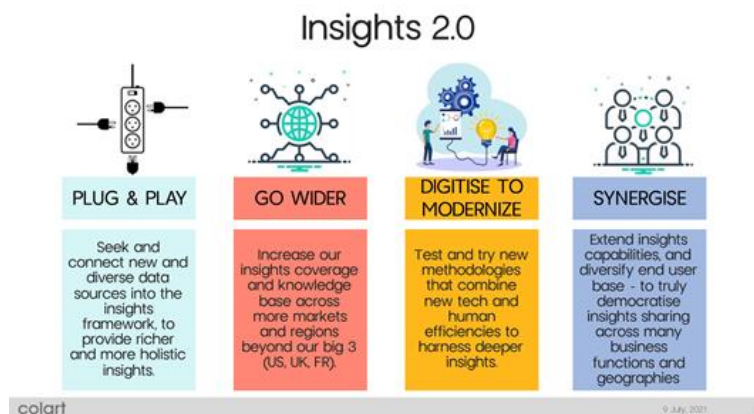 Insights 2.0
PLUG & PLAY
Seek and
connect new and
diverse data
sources into the
insights
framework, to
provide richer
and more holistic
insights.
GO WIDER
Increase our
insights coverage
and knowledge
base across
more markets
and regions
beyond our big 3
(US, UK, FR).
DIGITISE TO
MODERNIZE
Test and try new
methodologies
that combine
new tech and
human
efficiencies to
harness deeper
insights.
SYNERGISE
Extend insights
capabilities, and
diversify end user
base - to truly
democratise
insights sharing
across many
business
functions and
geographies
colart
9 July, 2021